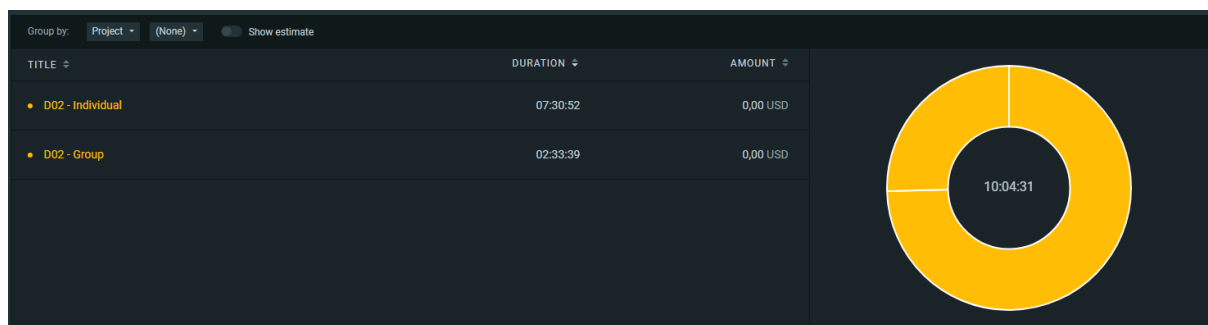 Group by: Project (None) Show estimate
TITLE DURATION AMOUNT
D02 - Individual 07:30:52 0,00 USD
D02 - Group 02:33:39 0,00 USD
10:04:31